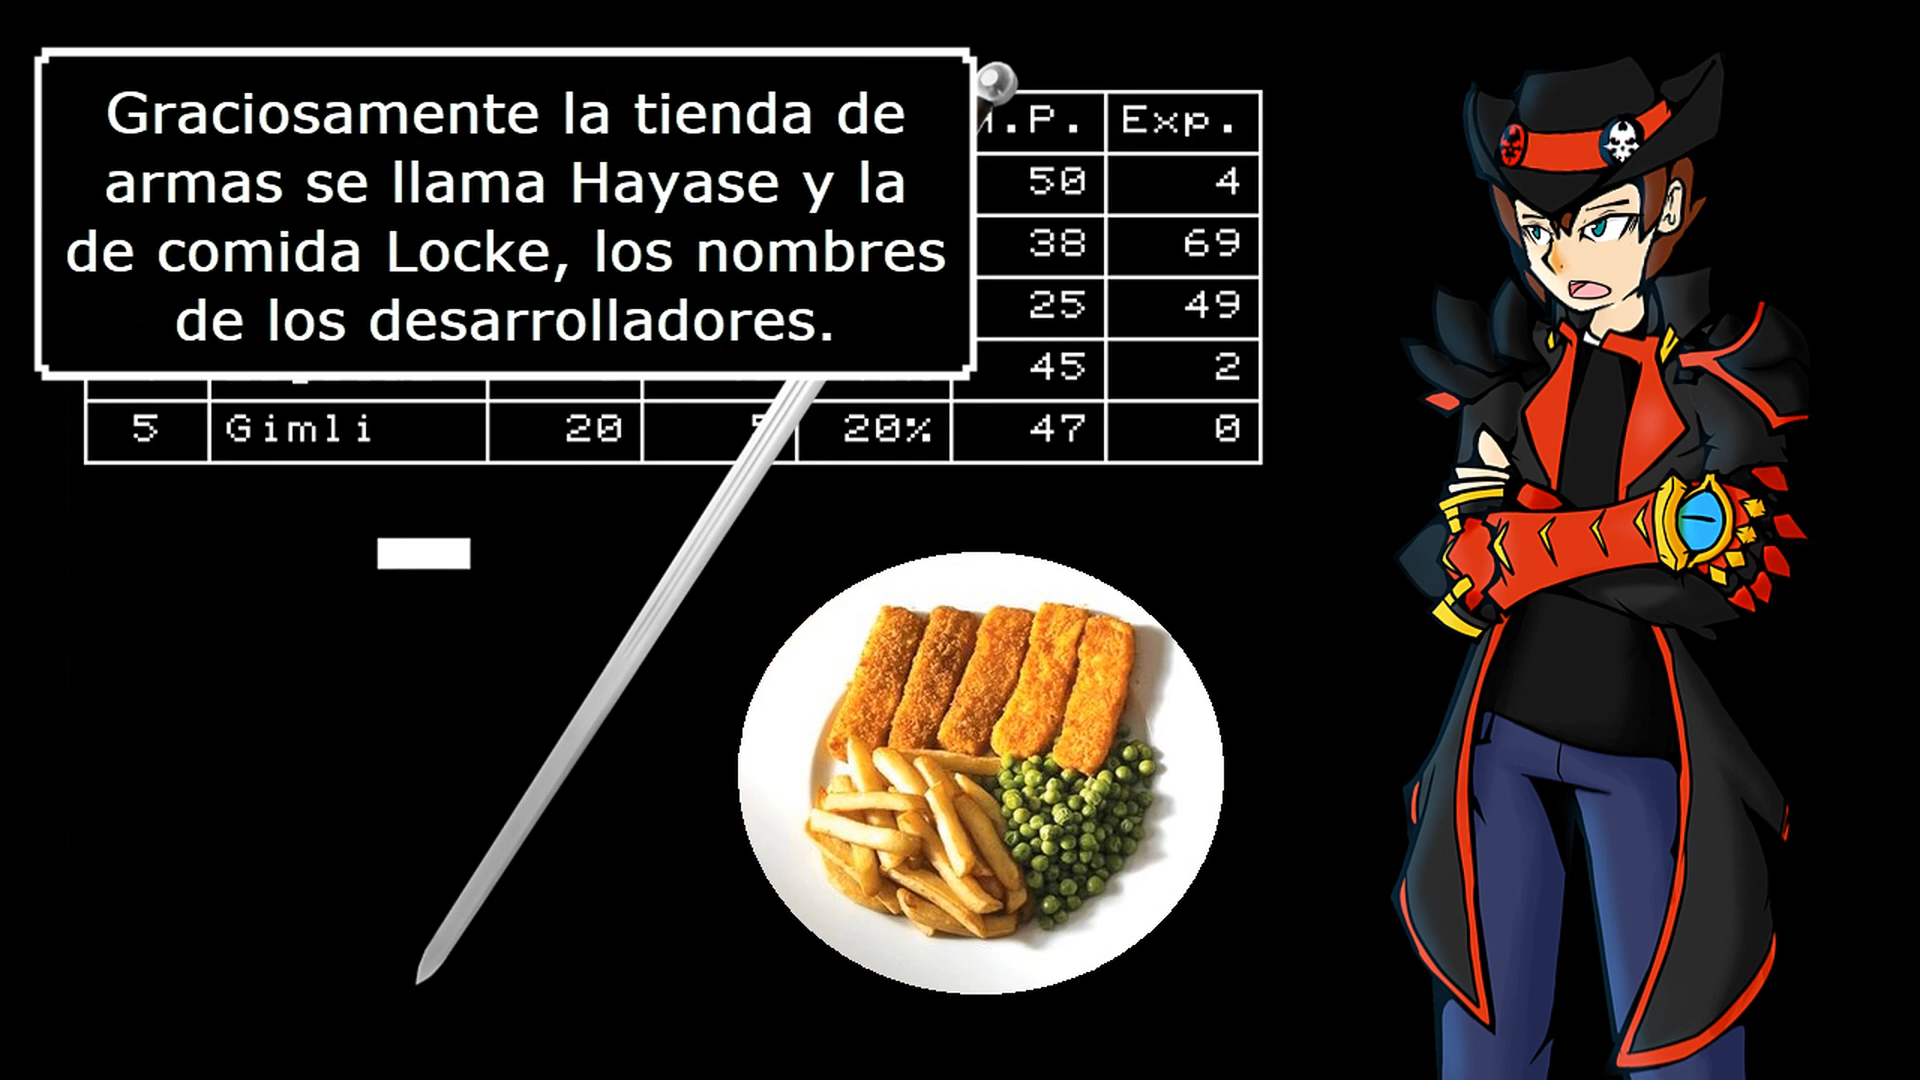 Graciosamente la tienda de
armas se llama Hayase y la
de comida Locke, los nombres
de los desarrolladores.
Exp.
50 4
38 69
25 49
45 2
5 Gimli 20 20% 47 0